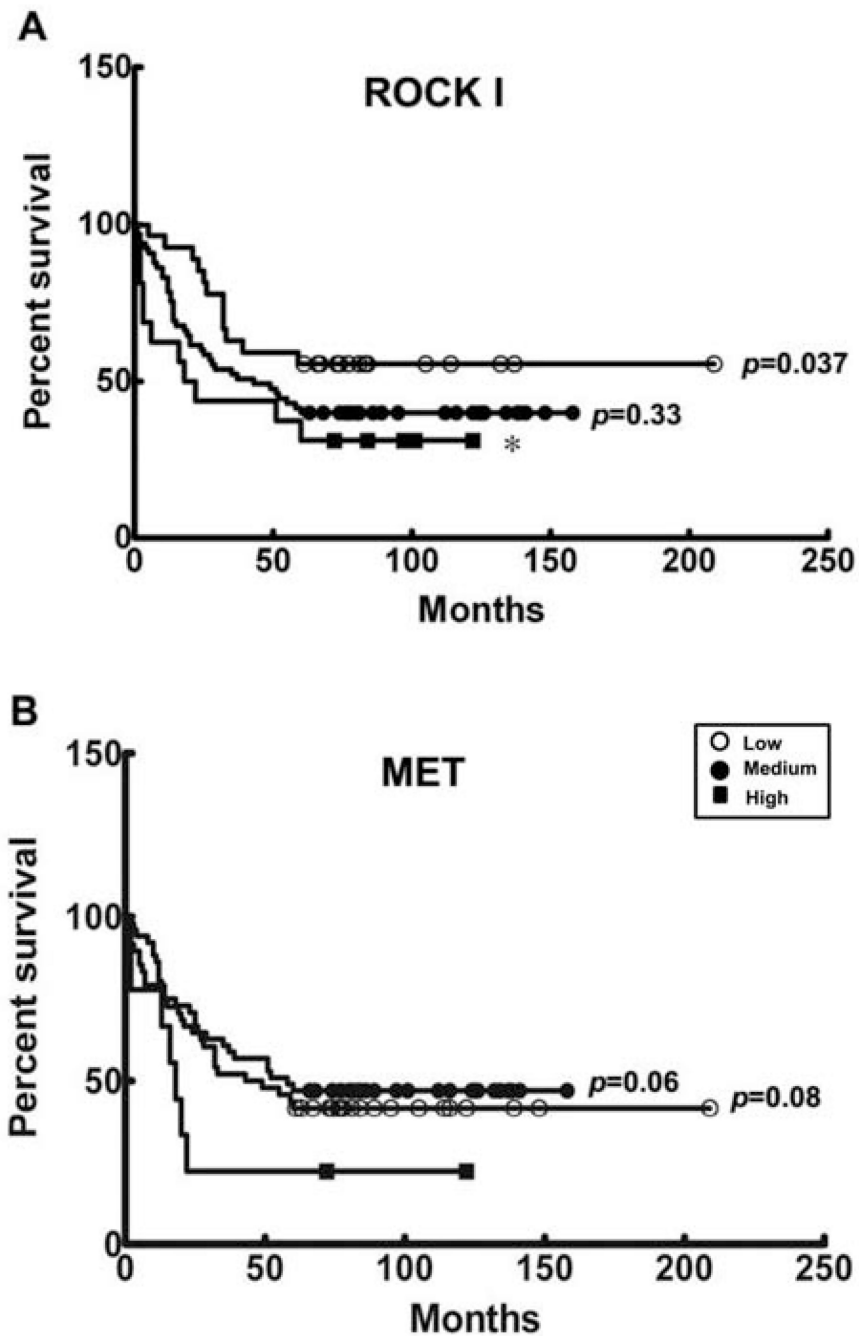 A
ROCK I
150
100
50
0
Percent survival
p=0.037
p=0.33
*
0 50 100 150 200 250
Months
B
MET
150
100
50
0
Percent survival
Low
Medium
High
p=0.06
p=0.08
0 50 100 150 200 250
Months